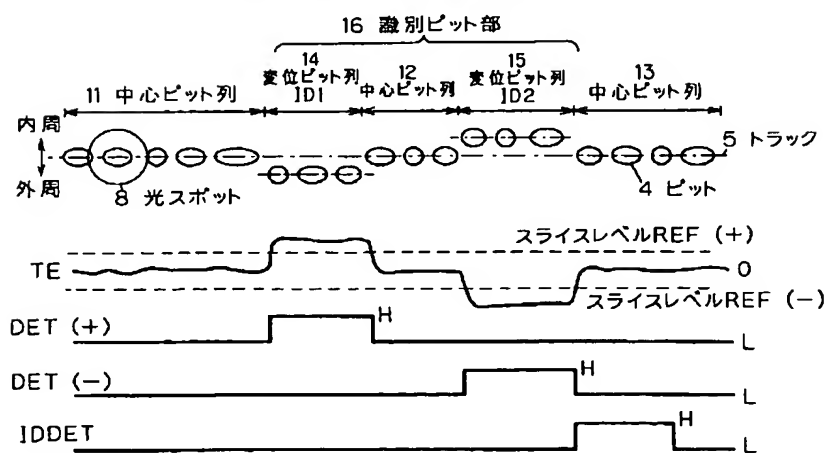 16 識別ピット部
14
変位ピット列
ID1
15
変位ピット列
ID2
11 中心ピット列
12
中心ピット列
13
中心ピット列
内周
外周
5 トラック
8 光スポット
4 ピット
スライスレベルREF (+)
TE
0
スライスレベルREF (−)
DET (+)
H
L
DET (−)
H
L
IDDET
H
L